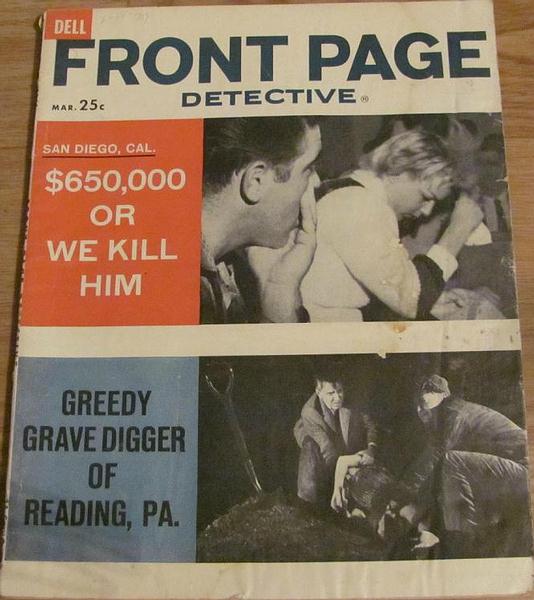 DELL
FRONT PAGE
DETECTIVE ®
MAR. 25c
SAN DIEGO, CAL.
$650,000
OR
WE KILL
HIM
GREEDY
GRAVE DIGGER
OF
READING, PA.